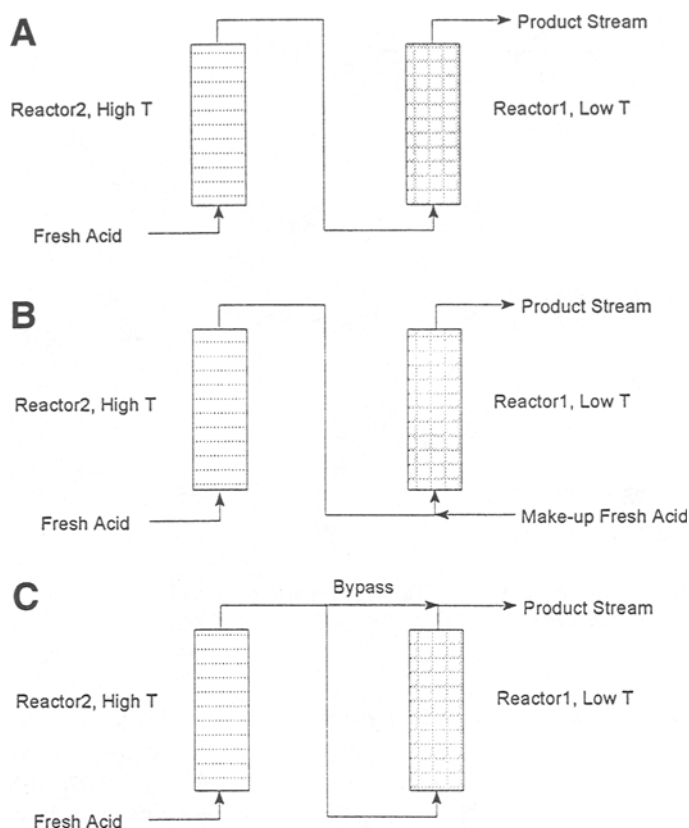 A
Product Stream
Reactor2, High T
Reactor1, Low T
Fresh Acid
B
Product Stream
Reactor2, High T
Reactor1, Low T
Fresh Acid
Make-up Fresh Acid
C
Bypass
Product Stream
Reactor2, High T
Reactor1, Low T
Fresh Acid